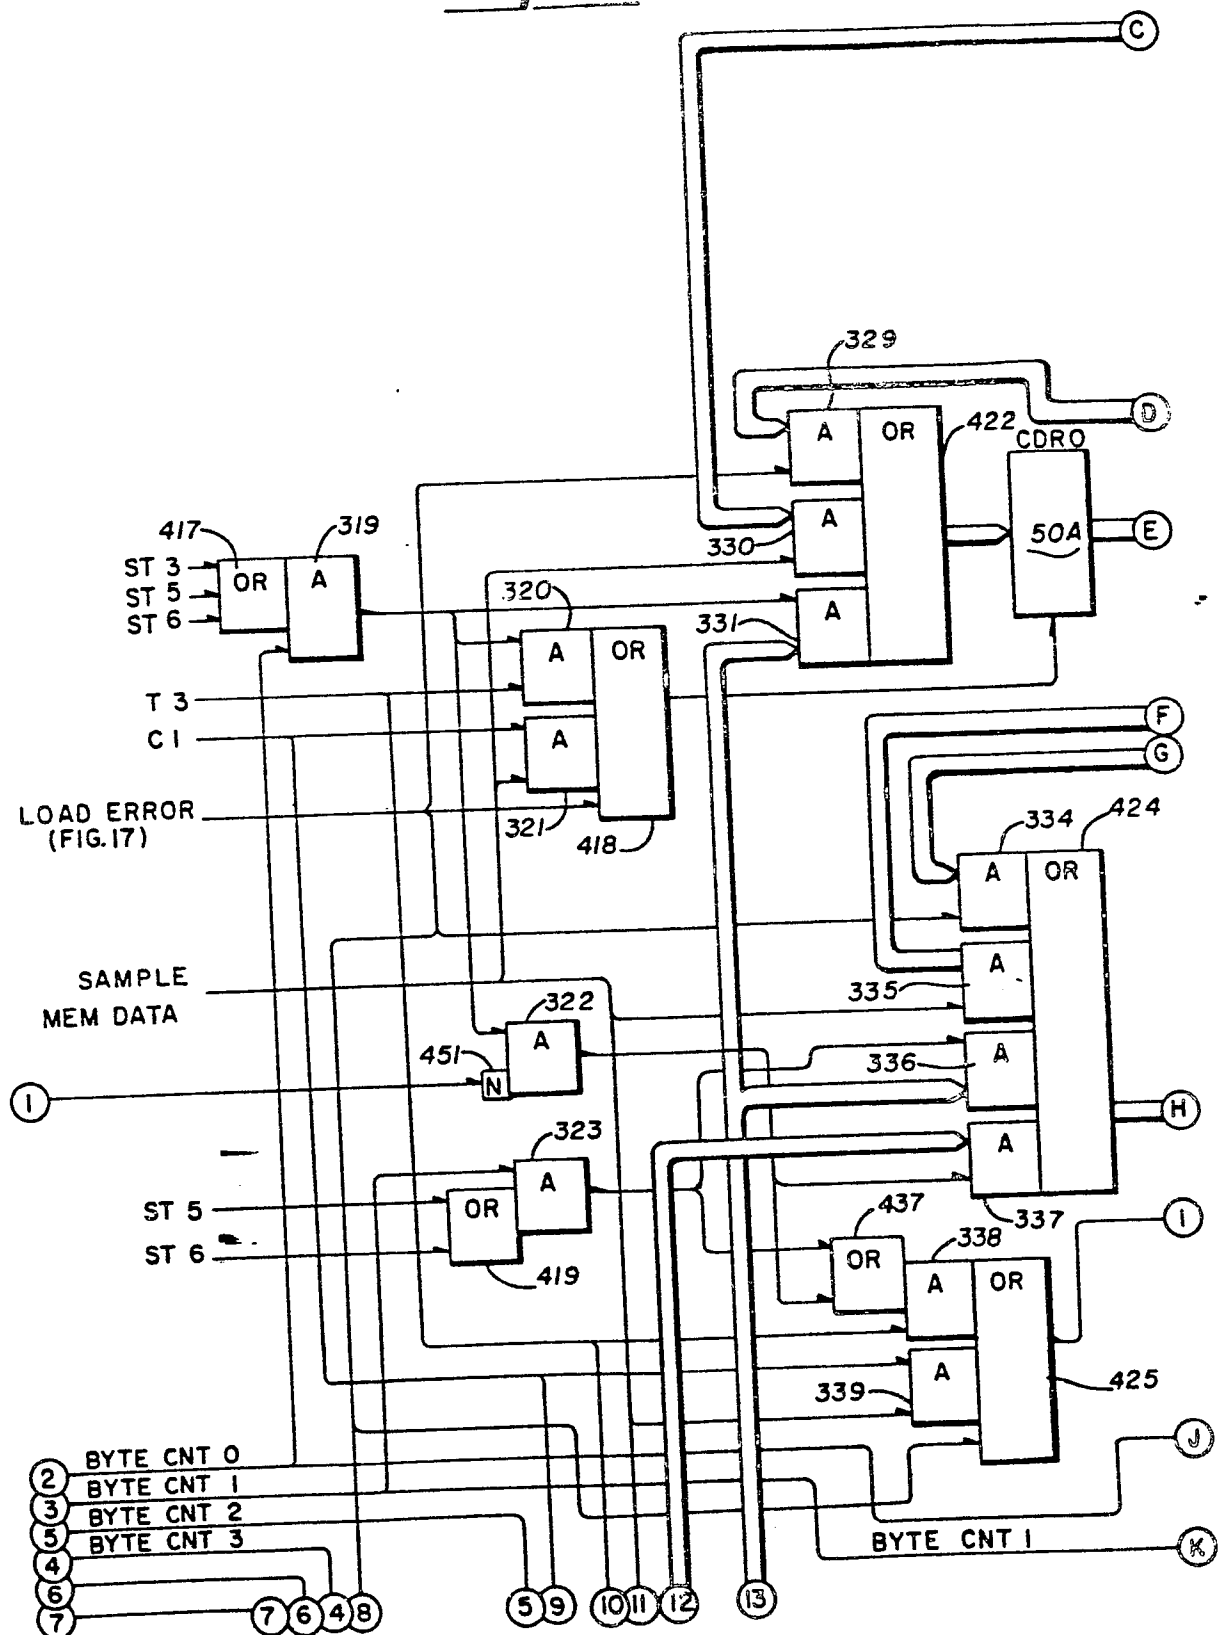 C
329
D
A
OR
422
CDR0
417
319
A
330
50A
E
ST 3
OR
A
ST 5
320
A
ST 6
331
A
OR
T 3
F
C 1
A
G
LOAD ERROR
(FIG.17)
321
418
334
424
A
OR
SAMPLE
A
MEM DATA
322
335
A
451
336
A
1
N
H
323
A
A
ST 5
OR
437
337
I
ST 6
419
OR
338
A
OR
A
339
425
BYTE CNT 0
J
2
BYTE CNT 1
3
BYTE CNT 2
5
BYTE CNT 3
BYTE CNT 1
K
4
6
7
7
6
4
8
5
9
10
11
12
13